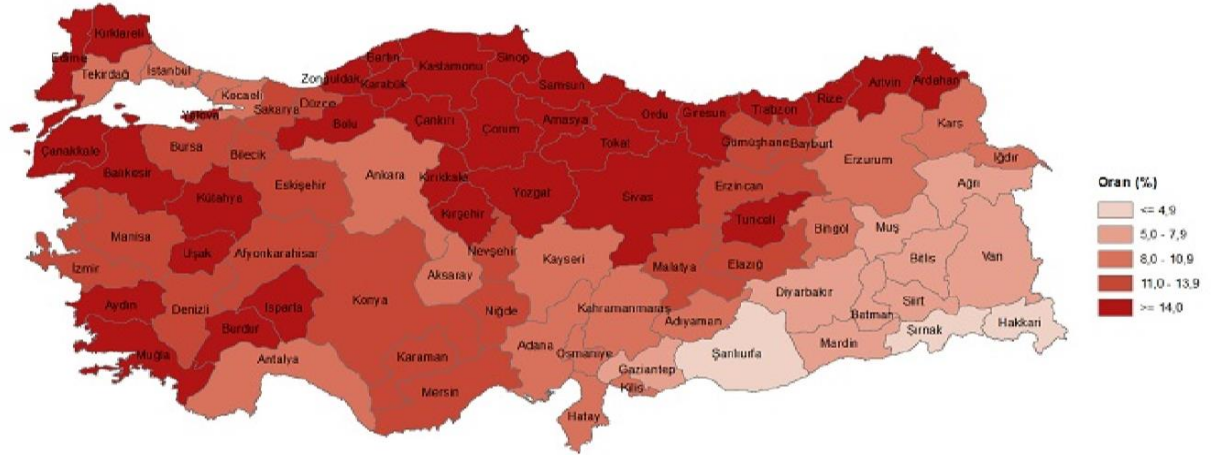 Kırklareli
Edirne
Tekirdağ
İstanbul
Kocaeli
Yalova
Sakarya
Düzce
Zonguldak
Bartın
Karabük
Kastamonu
Sinop
Samsun
Bolu
Çankırı
Çorum
Amasya
Tokat
Ordu
Giresun
Trabzon
Rize
Artvin
Ardahan
Kars
Iğdır
Ağrı
Erzurum
Bayburt
Gümüşhane
Erzincan
Tunceli
Bingöl
Muş
Bitlis
Van
Hakkari
Şırnak
Siirt
Batman
Mardin
Diyarbakır
Elazığ
Malatya
Adıyaman
Şanlıurfa
Gaziantep
Kilis
Hatay
Osmaniye
Kahramanmaraş
Adana
Kayseri
Sivas
Yozgat
Kırıkkale
Kırşehir
Nevşehir
Niğde
Aksaray
Ankara
Konya
Karaman
Mersin
Antalya
Isparta
Burdur
Afyonkarahisar
Eskişehir
Bilecik
Bursa
Kütahya
Uşak
Balıkesir
Çanakkale
Manisa
İzmir
Aydın
Denizli
Muğla
Oran (%)
<= 4,9
5,0 - 7,9
8,0 - 10,9
11,0 - 13,9
>= 14,0